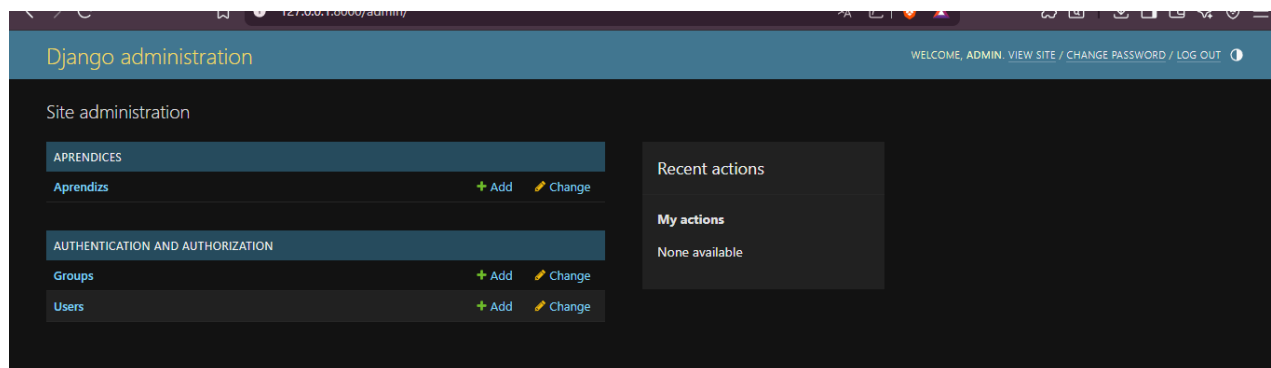 127.0.0.1:8000/admin/
Django administration
WELCOME, ADMIN. VIEW SITE / CHANGE PASSWORD / LOG OUT
Site administration
APRENDICES
Aprendizs + Add Change
AUTHENTICATION AND AUTHORIZATION
Groups + Add Change
Users + Add Change
Recent actions
My actions
None available